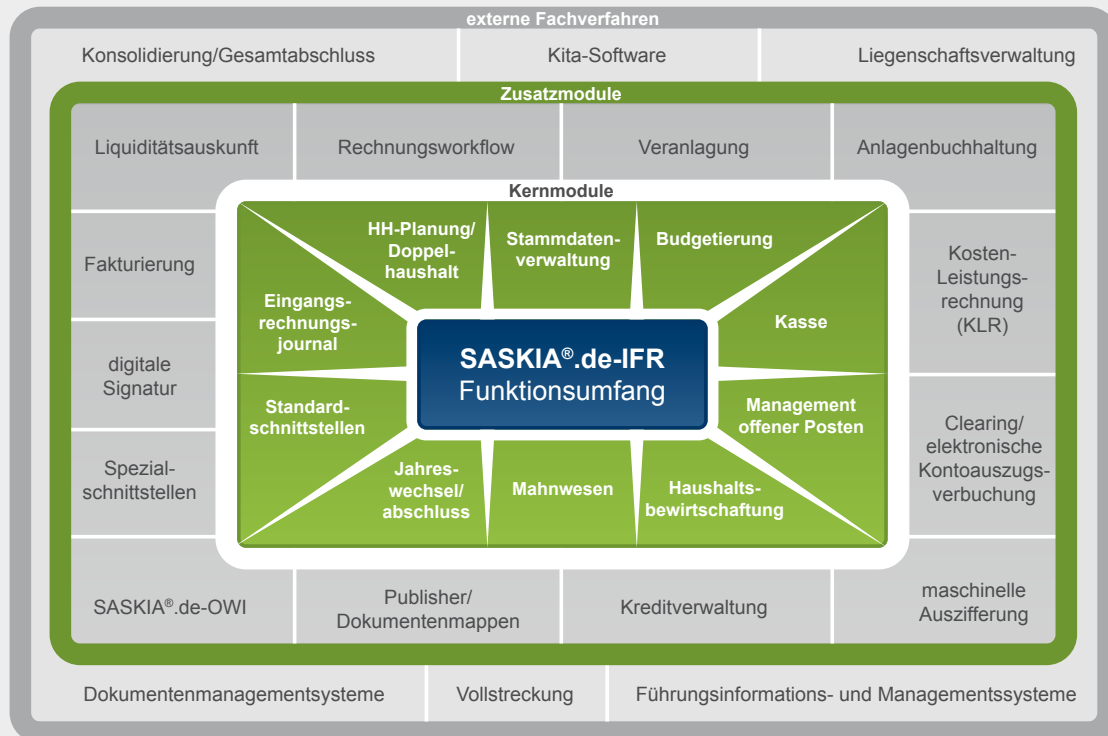 externe Fachverfahren
Konsolidierung/Gesamtabschluss
Kita-Software
Liegenschaftsverwaltung
Zusatzmodule
Liquiditätsauskunft
Rechnungsworkflow
Veranlagung
Anlagenbuchhaltung
Kernmodule
HH-Planung/
Doppel-
haushalt
Stammdaten-
verwaltung
Budgetierung
Fakturierung
Eingangs-
rechnungs-
journal
Kasse
Kosten-
Leistungs-
rechnung
(KLR)
SASKIA®.de-IFR
Funktionsumfang
digitale
Signatur
Standard-
schnittstellen
Management
offener Posten
Clearing/
elektronische
Kontoauszugs-
verbuchung
Spezial-
schnittstellen
Jahres-
wechsel/
abschluss
Mahnwesen
Haushalts-
bewirtschaftung
SASKIA®.de-OWI
Publisher/
Dokumentenmappen
Kreditverwaltung
maschinelle
Auszifferung
Dokumentenmanagementsysteme
Vollstreckung
Führungsinformations- und Managementssysteme